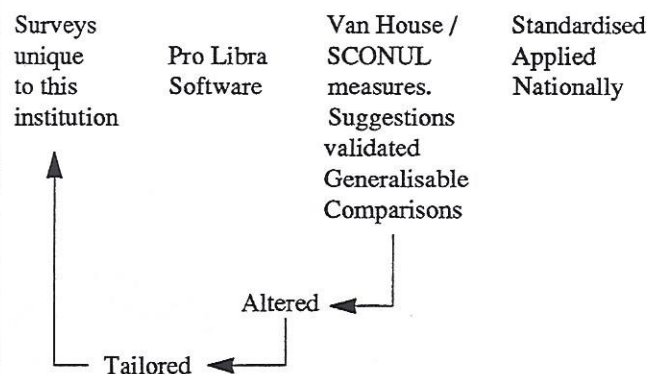 Surveys
unique
to this
institution
Pro Libra
Software
Van House /
SCONUL
measures.
Suggestions
validated
Generalisable
Comparisons
Standardised
Applied
Nationally
Altered
Tailored